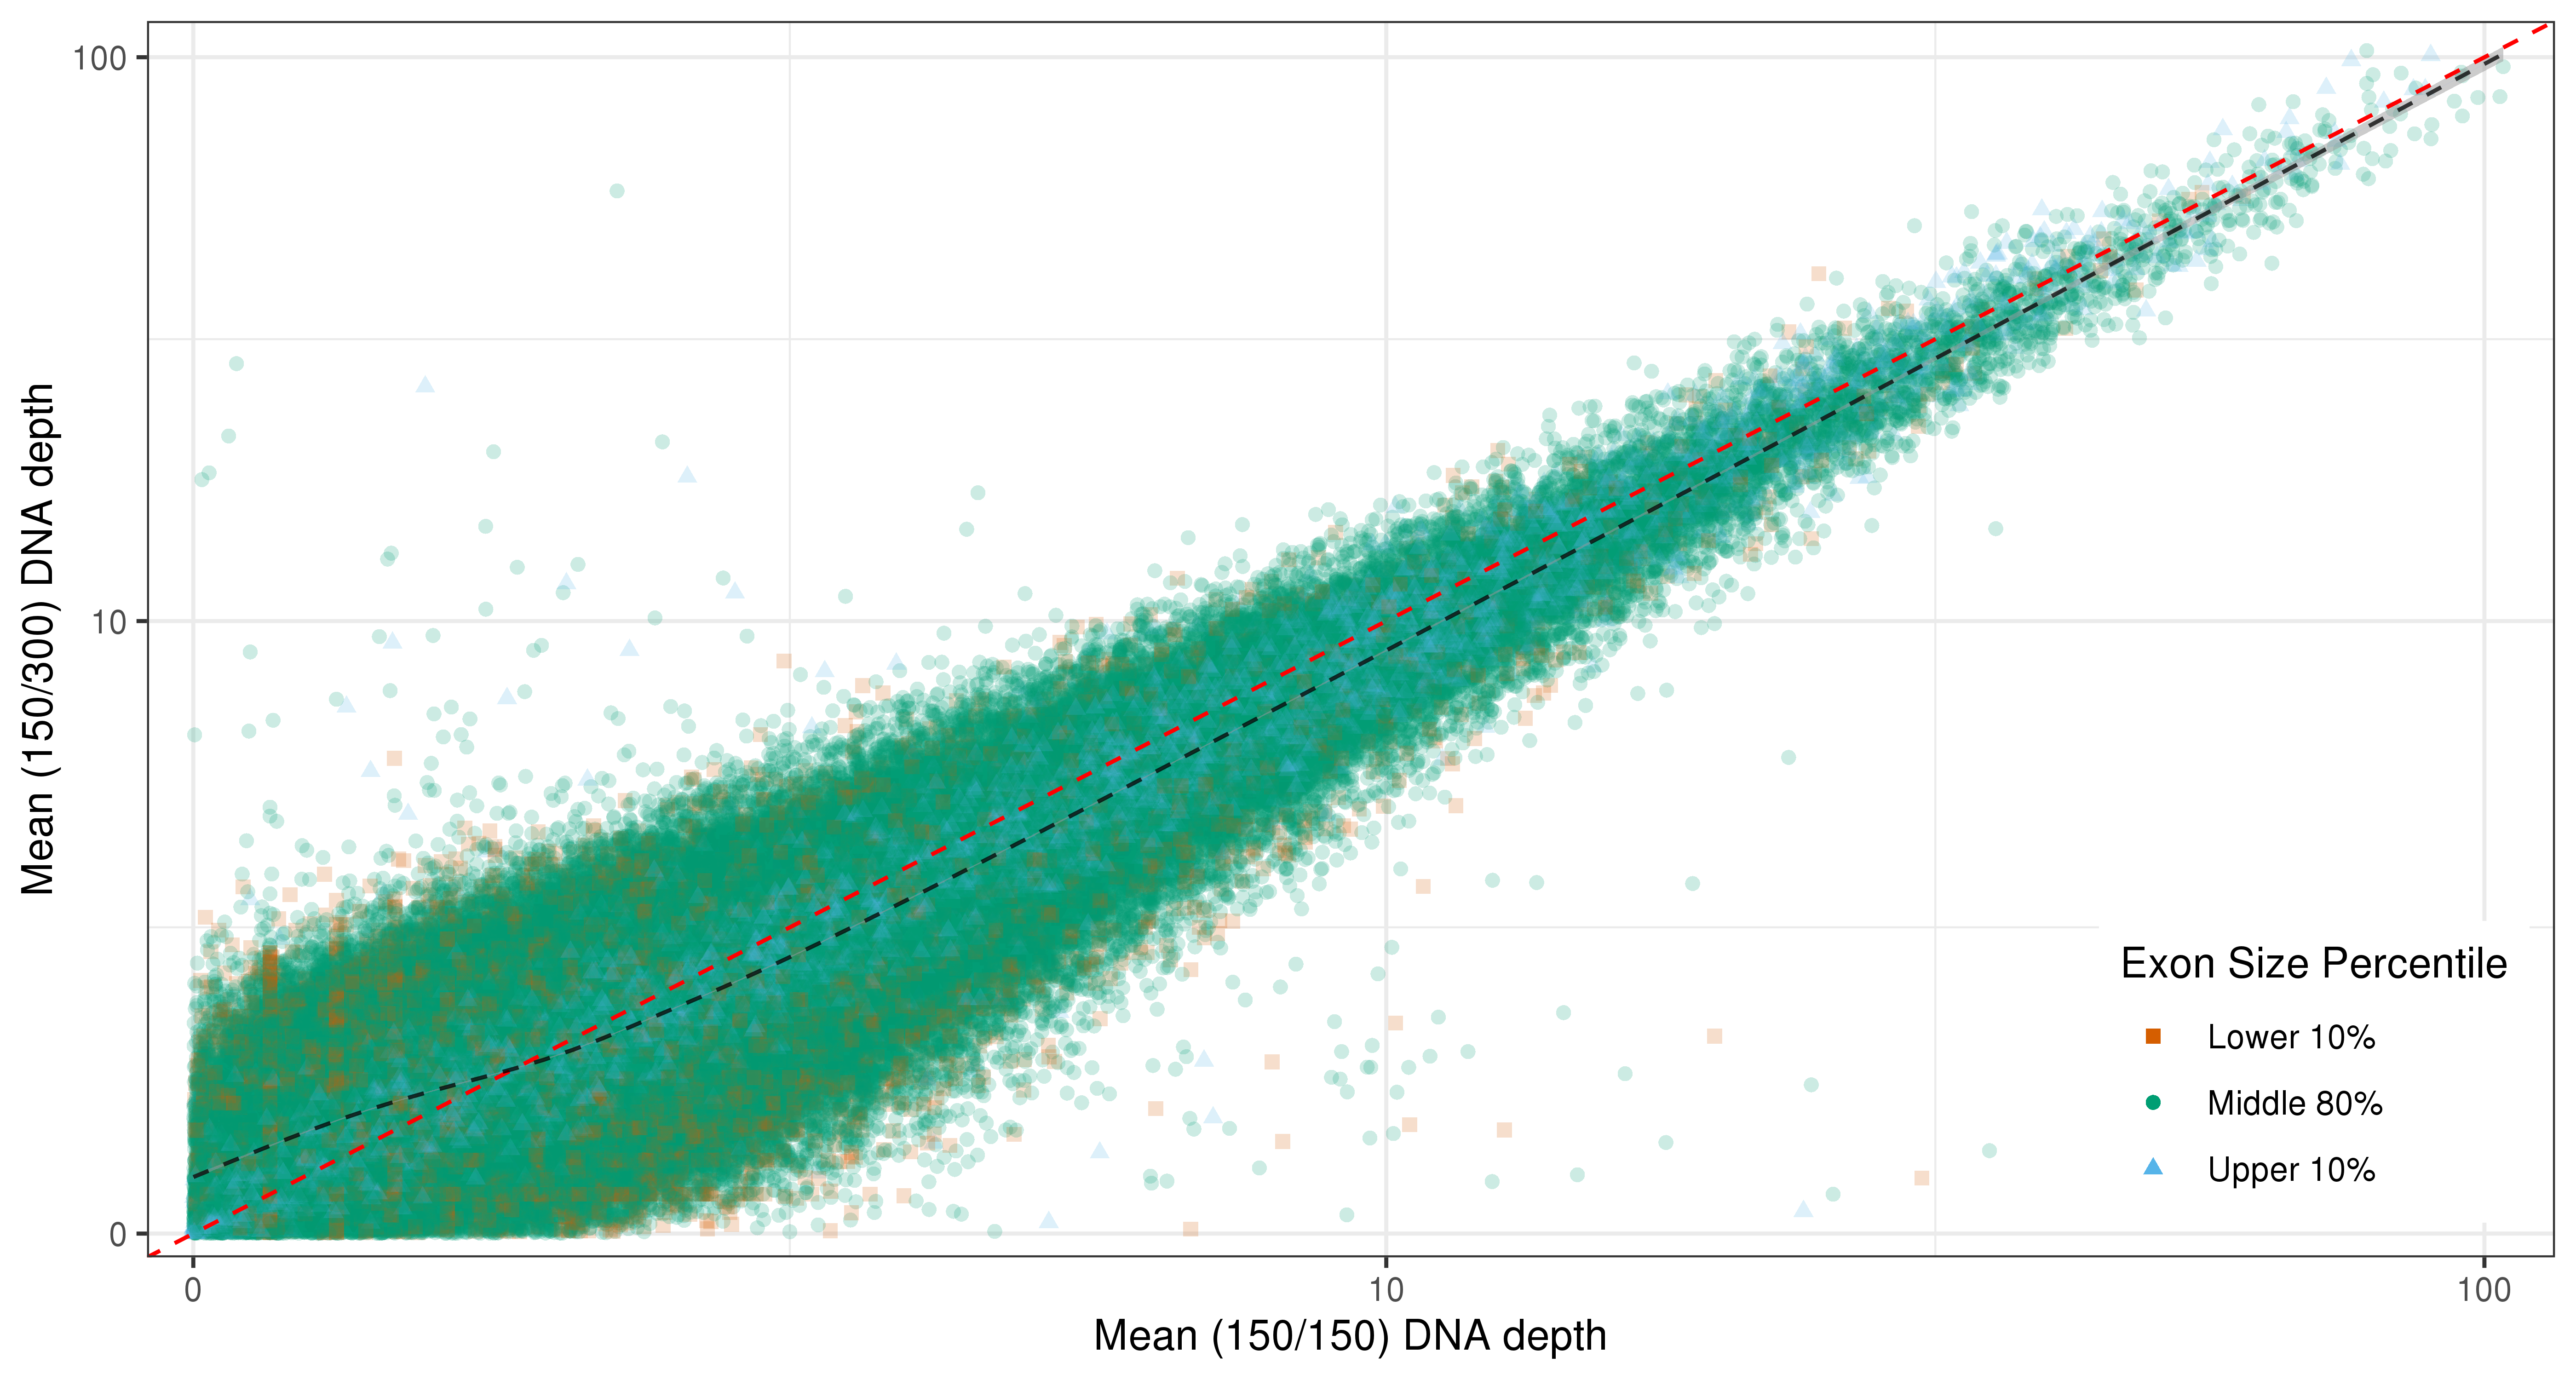 100
10
0
Mean (150/300) DNA depth
0
10
100
Mean (150/150) DNA depth
Exon Size Percentile
Lower 10%
Middle 80%
Upper 10%